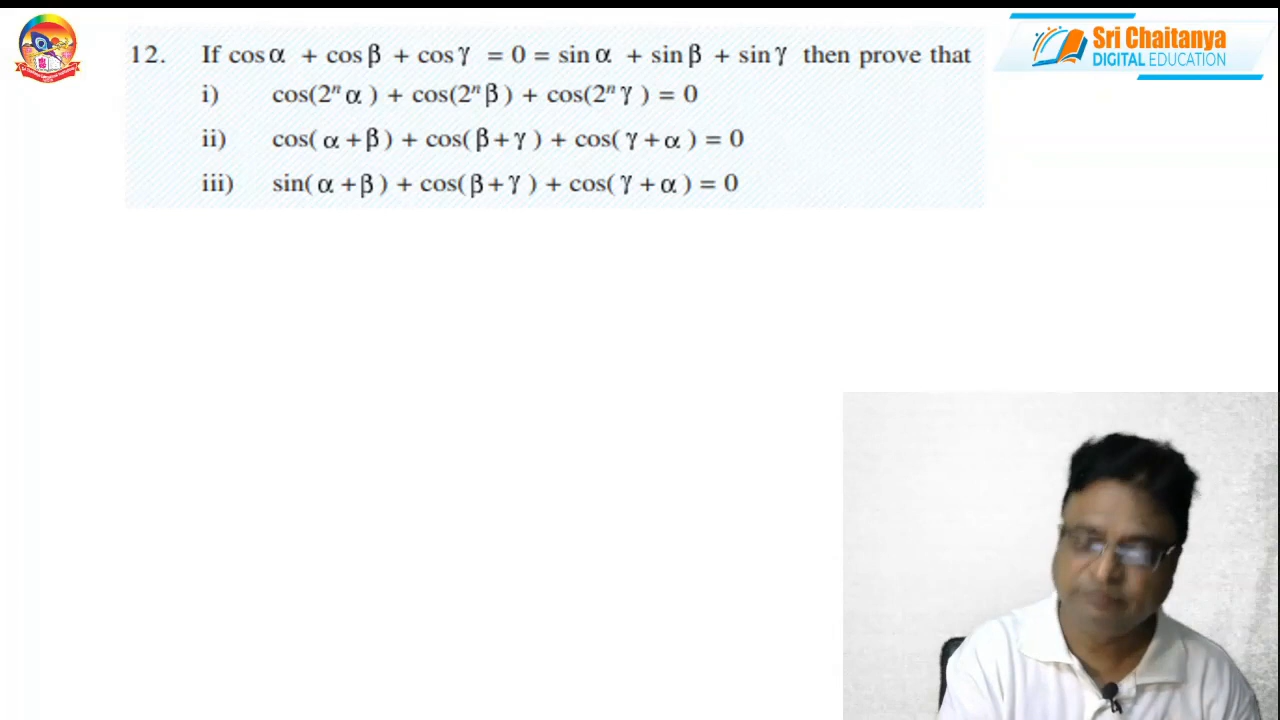 12. If cos α + cos β + cos γ = 0 = sin α + sin β + sin γ then prove that
i) cos(2ⁿ α ) + cos(2ⁿ β ) + cos(2ⁿ γ ) = 0
ii) cos( α + β ) + cos( β + γ ) + cos( γ + α ) = 0
iii) sin( α + β ) + cos( β + γ ) + cos( γ + α ) = 0
Sri Chaitanya
DIGITAL EDUCATION